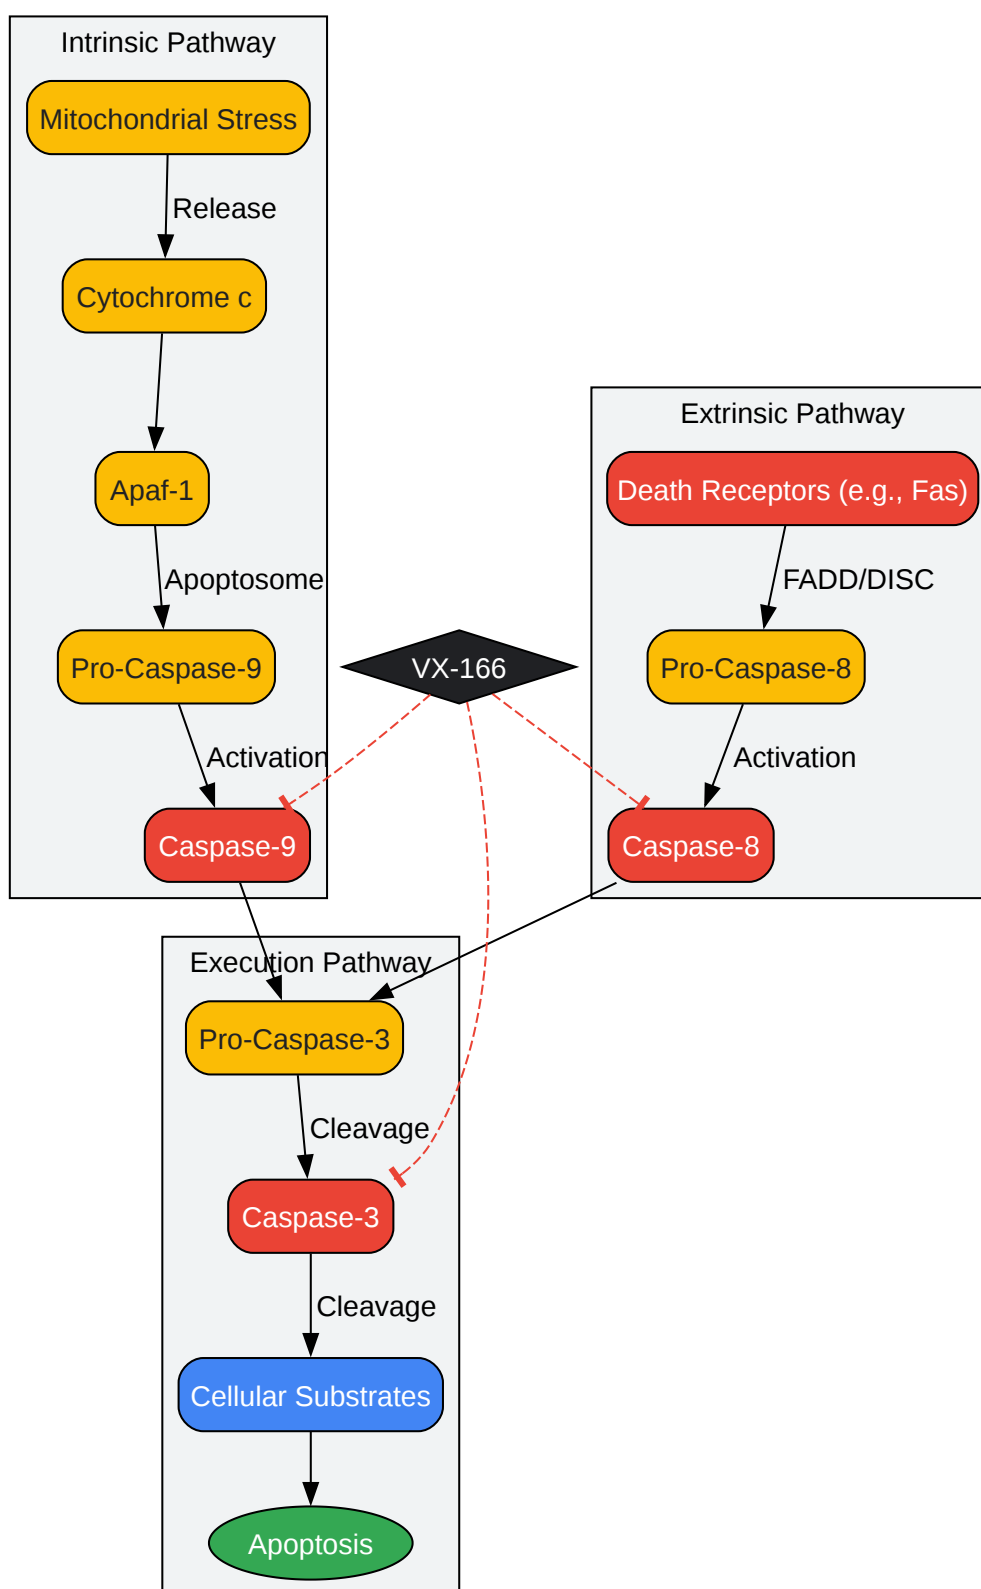 Intrinsic Pathway
Mitochondrial Stress
Release
Cytochrome c
Apaf-1
Apoptosome
Pro-Caspase-9
Activation
Caspase-9
VX-166
Extrinsic Pathway
Death Receptors (e.g., Fas)
FADD/DISC
Pro-Caspase-8
Activation
Caspase-8
Execution Pathway
Pro-Caspase-3
Cleavage
Caspase-3
Cleavage
Cellular Substrates
Apoptosis